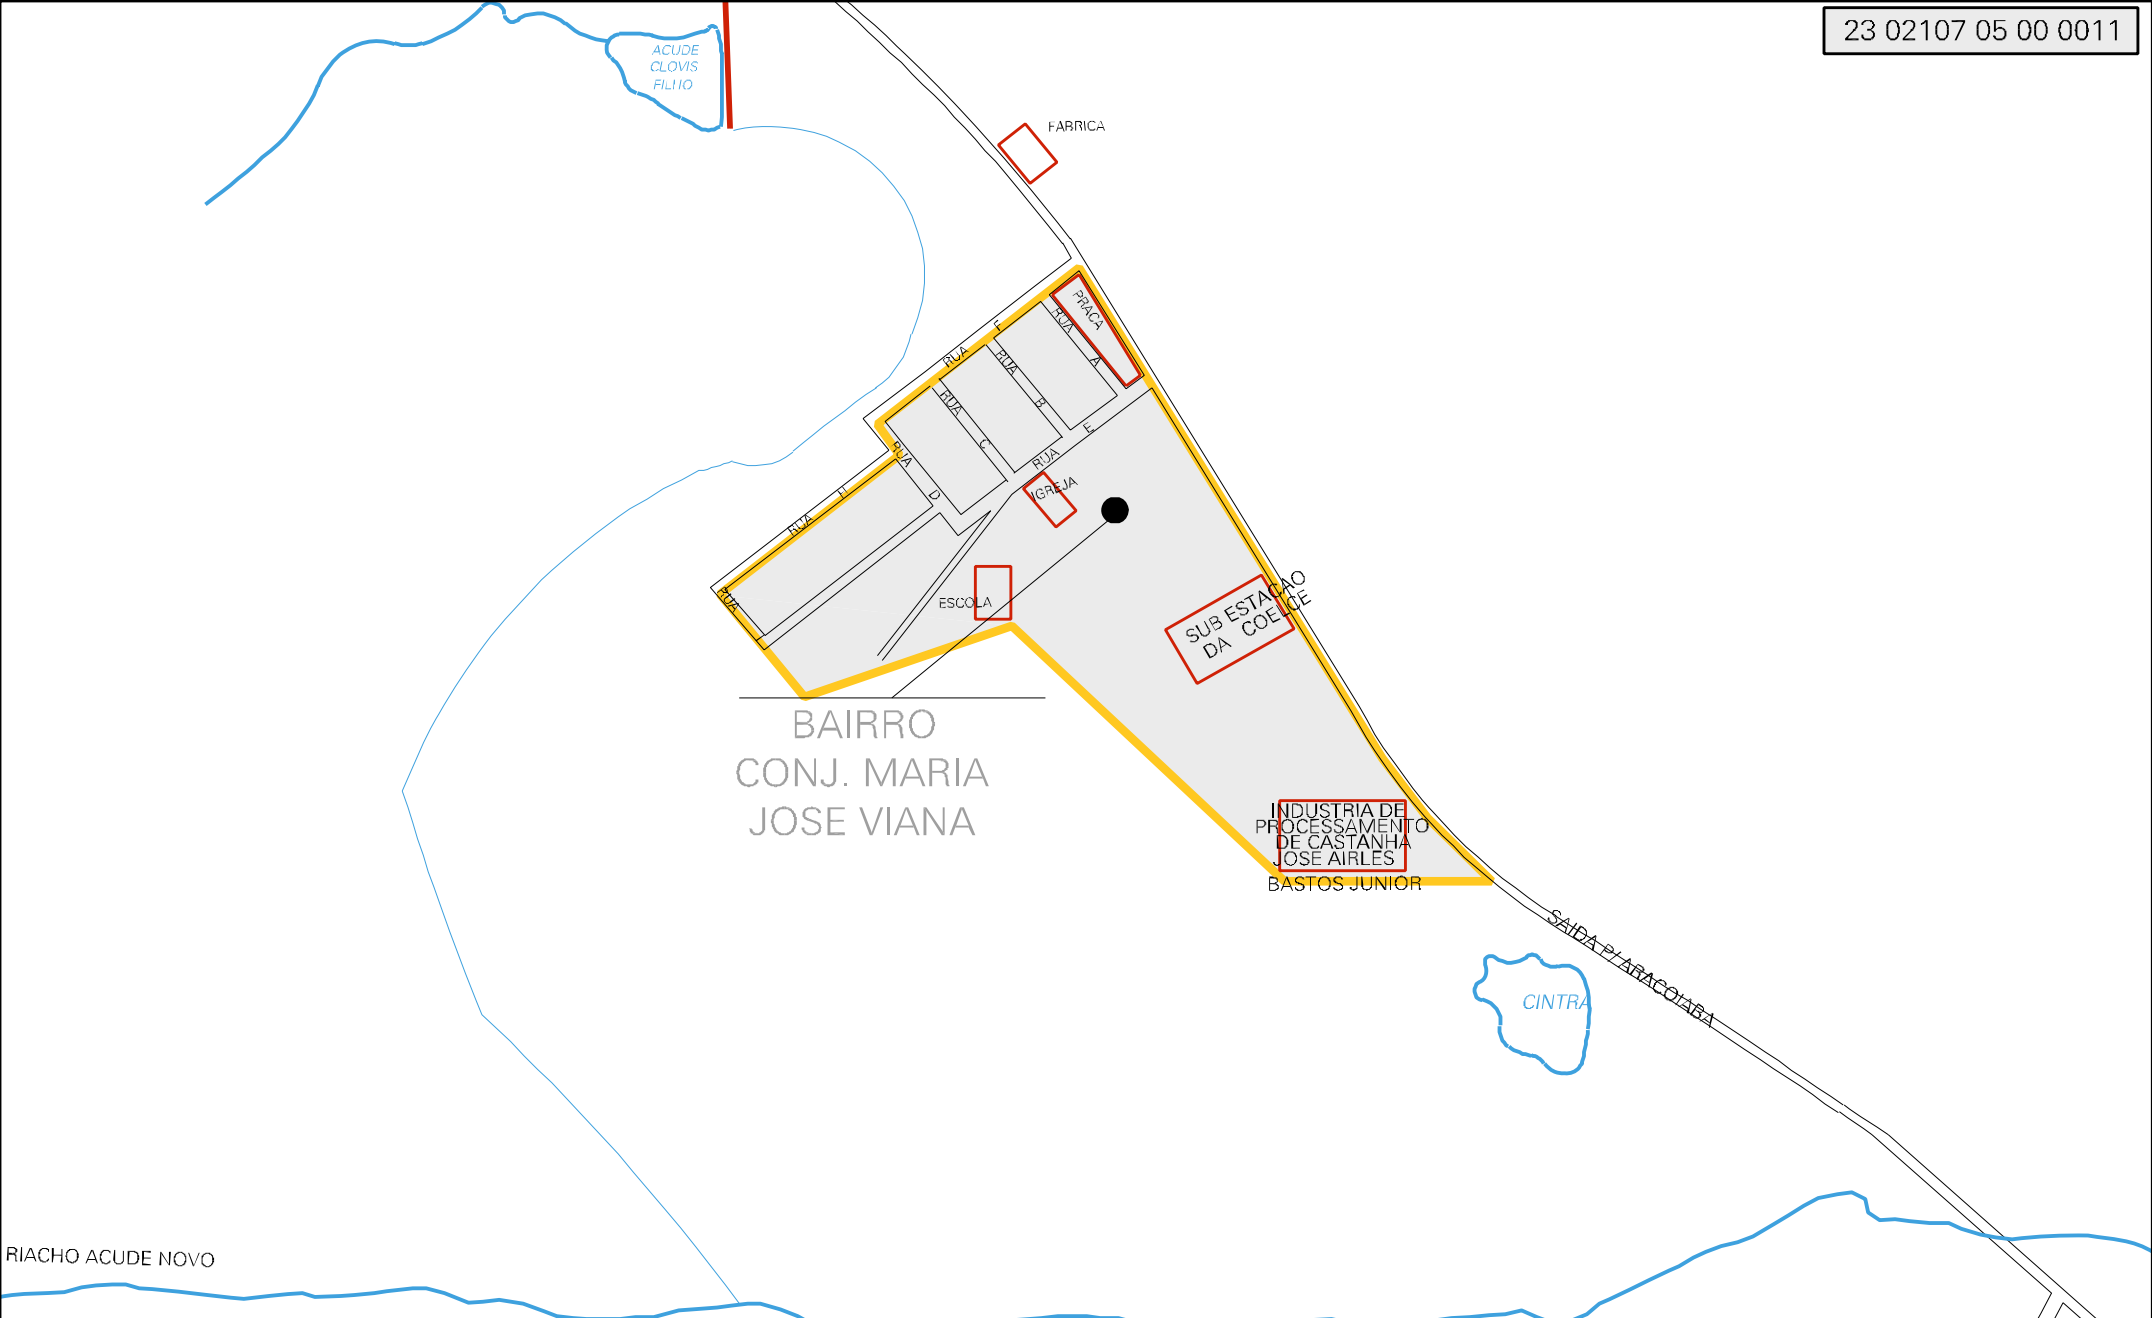 23 02107 05 00 0011
ACUDE
CLOVIS
FILHO
FABRICA
PRACA
RUA A
RUA F
RUA B
RUA C
RUA E
RUA D
IGREJA
RUA H
RUA
ESCOLA
SUB ESTACAO
DA COELCE
BAIRRO
CONJ. MARIA
JOSE VIANA
INDUSTRIA DE
PROCESSAMENTO
DE CASTANHA
JOSE AIRLES
BASTOS JUNIOR
SAIDA P/ ARACOIABA
CINTRA
RIACHO ACUDE NOVO